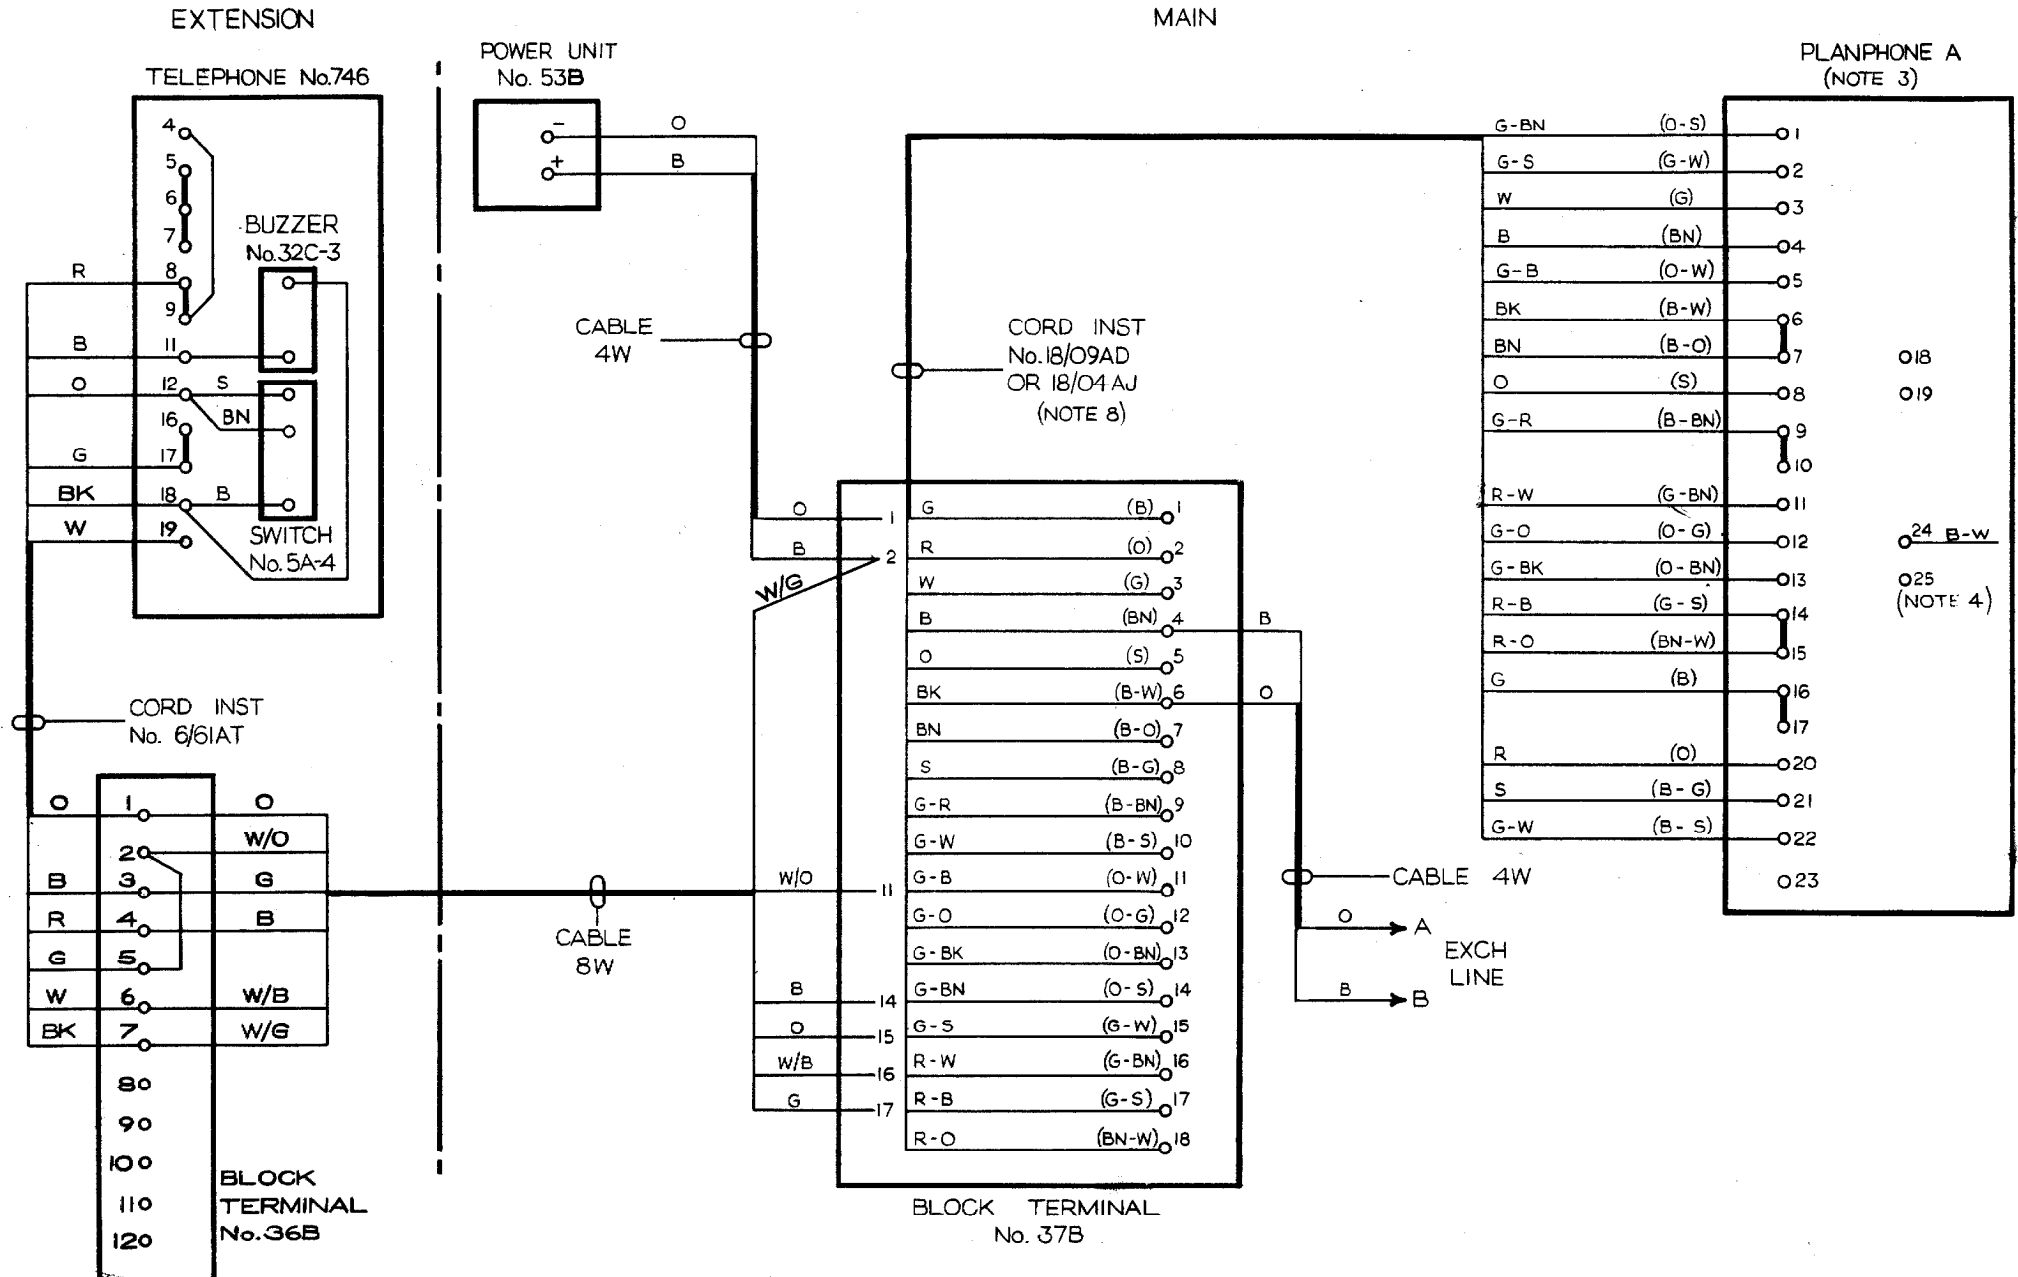 EXTENSION
MAIN
TELEPHONE No.746
4
5
6
7
8
9
11
12
16
17
18
19
R
B
O
G
BK
W
BUZZER
No.32C-3
S
BN
B
SWITCH
No.5A-4
CORD INST
No. 6/61AT
O
B
R
G
W
BK
1
2
3
4
5
6
7
8
9
10
11
12
O
W/O
G
B
W/B
W/G
BLOCK
TERMINAL
No.36B
POWER UNIT
No. 53B
-
+
O
B
CABLE
4W
CABLE
8W
O
B
W/G
W/O
B
O
W/B
G
1
2
11
14
15
16
17
CORD INST
No.18/09AD
OR 18/04AJ
(NOTE 8)
G (B) 1
R (O) 2
W (G) 3
B (BN) 4
O (S) 5
BK (B-W) 6
BN (B-O) 7
S (B-G) 8
G-R (B-BN) 9
G-W (B-S) 10
G-B (O-W) 11
G-O (O-G) 12
G-BK (O-BN) 13
G-BN (O-S) 14
G-S (G-W) 15
R-W (G-BN) 16
R-B (G-S) 17
R-O (BN-W) 18
BLOCK TERMINAL
No. 37B
B
O
CABLE 4W
O A
EXCH
LINE
B B
PLANPHONE A
(NOTE 3)
G-BN (O-S) 1
G-S (G-W) 2
W (G) 3
B (BN) 4
G-B (O-W) 5
BK (B-W) 6
BN (B-O) 7
O (S) 8
G-R (B-BN) 9
10
R-W (G-BN) 11
G-O (O-G) 12
G-BK (O-BN) 13
R-B (G-S) 14
R-O (BN-W) 15
G (B) 16
17
R (O) 20
S (B-G) 21
G-W (B-S) 22
23
18
19
24 B-W
25
(NOTE 4)